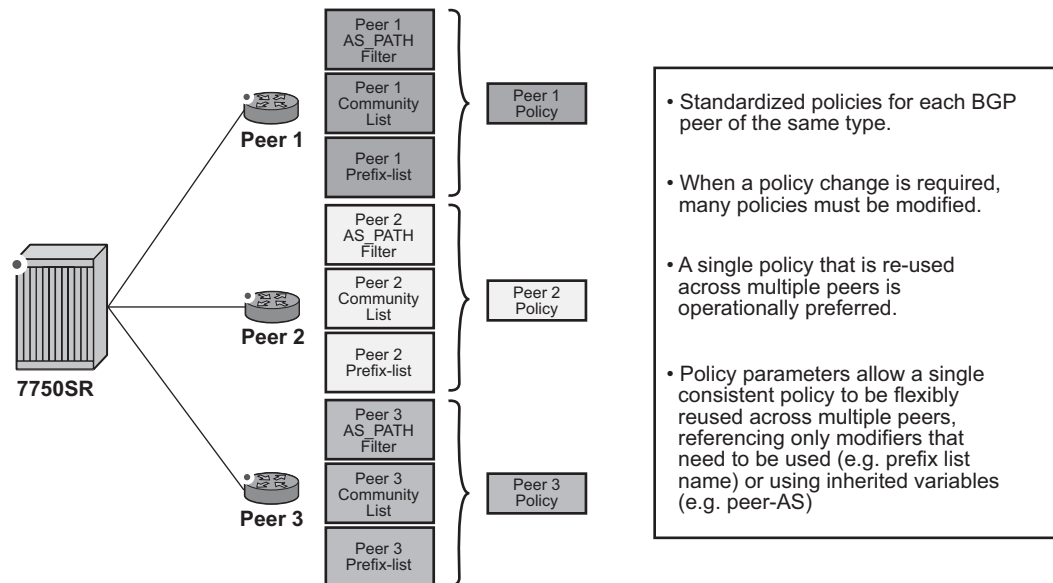 Peer 1
AS_PATH
Filter
Peer 1
Community
List
Peer 1
Prefix-list
Peer 1
Policy
Peer 1
Peer 2
AS_PATH
Filter
Peer 2
Community
List
Peer 2
Prefix-list
Peer 2
Policy
Peer 2
7750SR
Peer 3
AS_PATH
Filter
Peer 3
Community
List
Peer 3
Prefix-list
Peer 3
Policy
Peer 3
• Standardized policies for each BGP
peer of the same type.
• When a policy change is required,
many policies must be modified.
• A single policy that is re-used
across multiple peers is
operationally preferred.
• Policy parameters allow a single
consistent policy to be flexibly
reused across multiple peers,
referencing only modifiers that
need to be used (e.g. prefix list
name) or using inherited variables
(e.g. peer-AS)